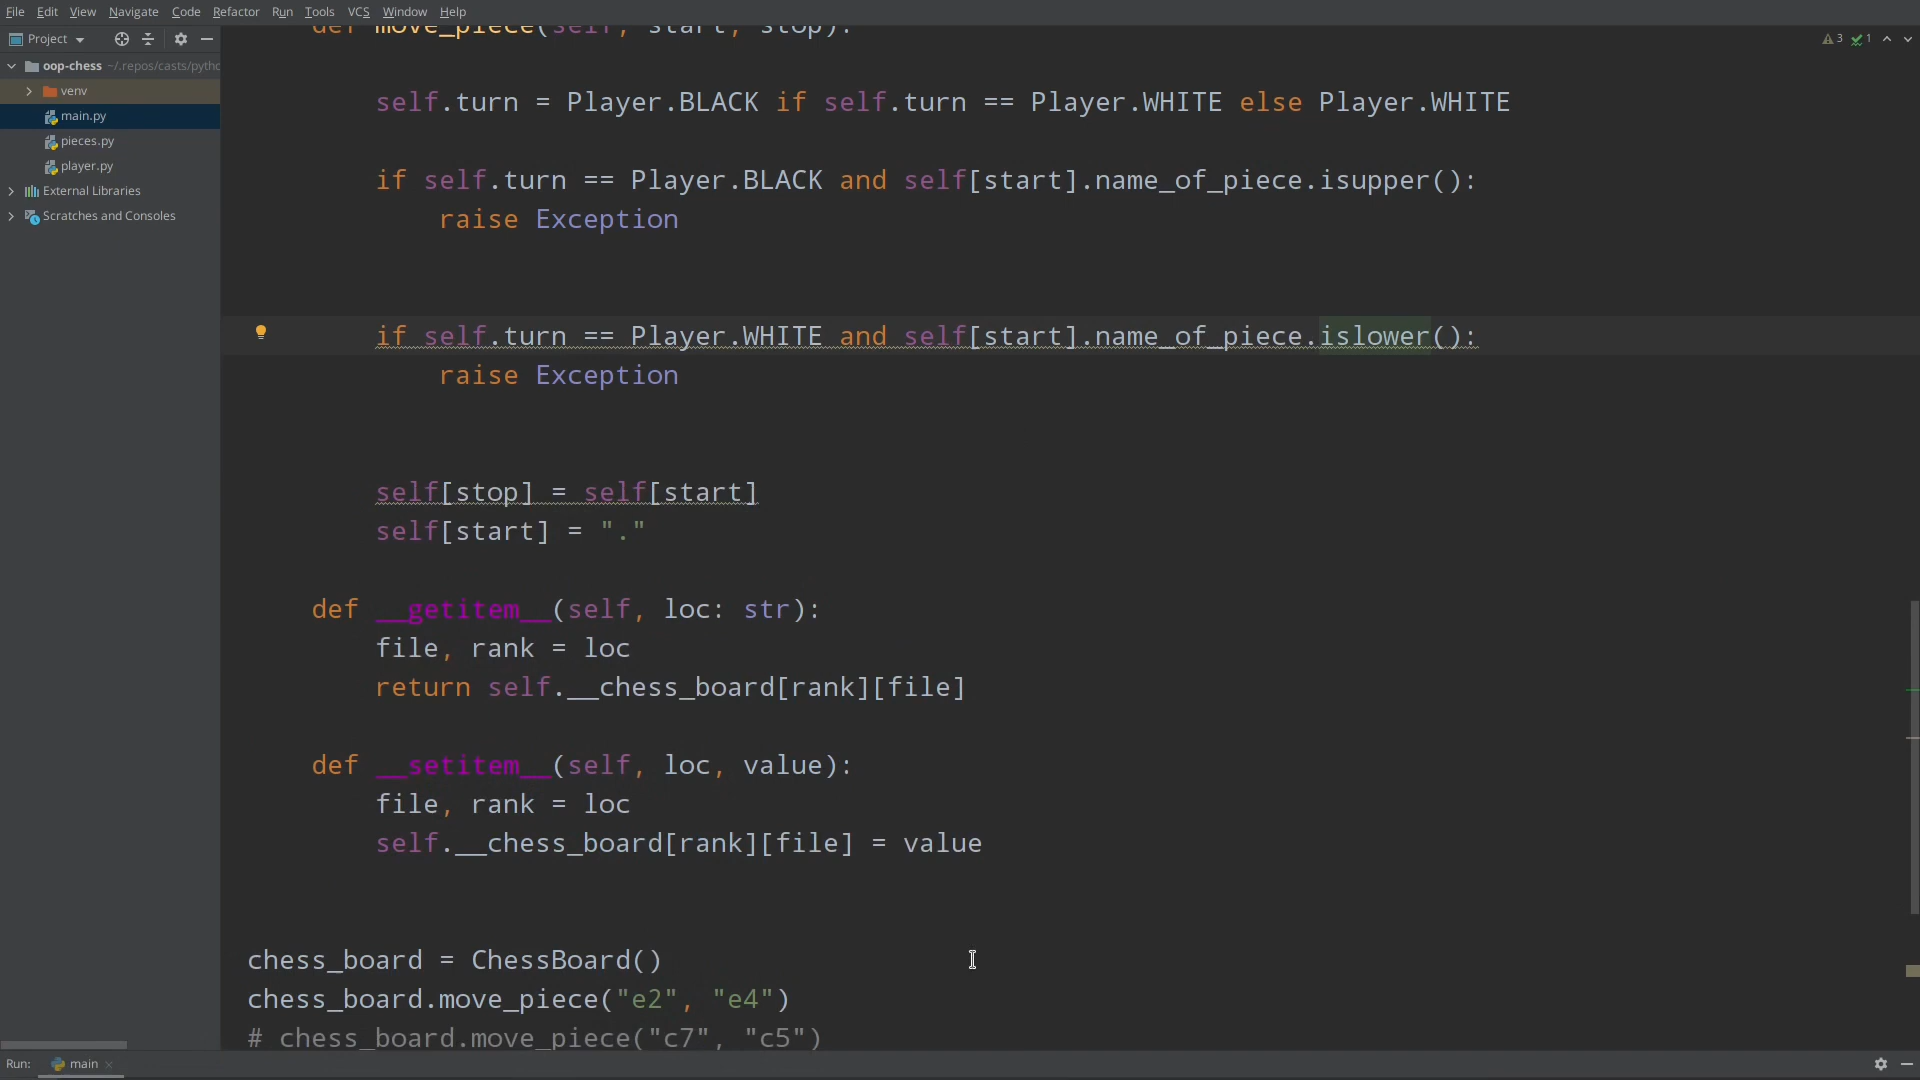 File Edit View Navigate Code Refactor Run Tools VCS Window Help
Project
oop-chess ~/.repos/casts/pytho
venv
main.py
pieces.py
player.py
External Libraries
Scratches and Consoles
3 1
def move_piece(self, start, stop):
self.turn = Player.BLACK if self.turn == Player.WHITE else Player.WHITE
if self.turn == Player.BLACK and self[start].name_of_piece.isupper():
raise Exception
if self.turn == Player.WHITE and self[start].name_of_piece.islower():
raise Exception
self[stop] = self[start]
self[start] = "."
def __getitem__(self, loc: str):
file, rank = loc
return self.__chess_board[rank][file]
def __setitem__(self, loc, value):
file, rank = loc
self.__chess_board[rank][file] = value
chess_board = ChessBoard()
chess_board.move_piece("e2", "e4")
# chess_board.move_piece("c7", "c5")
Run: main